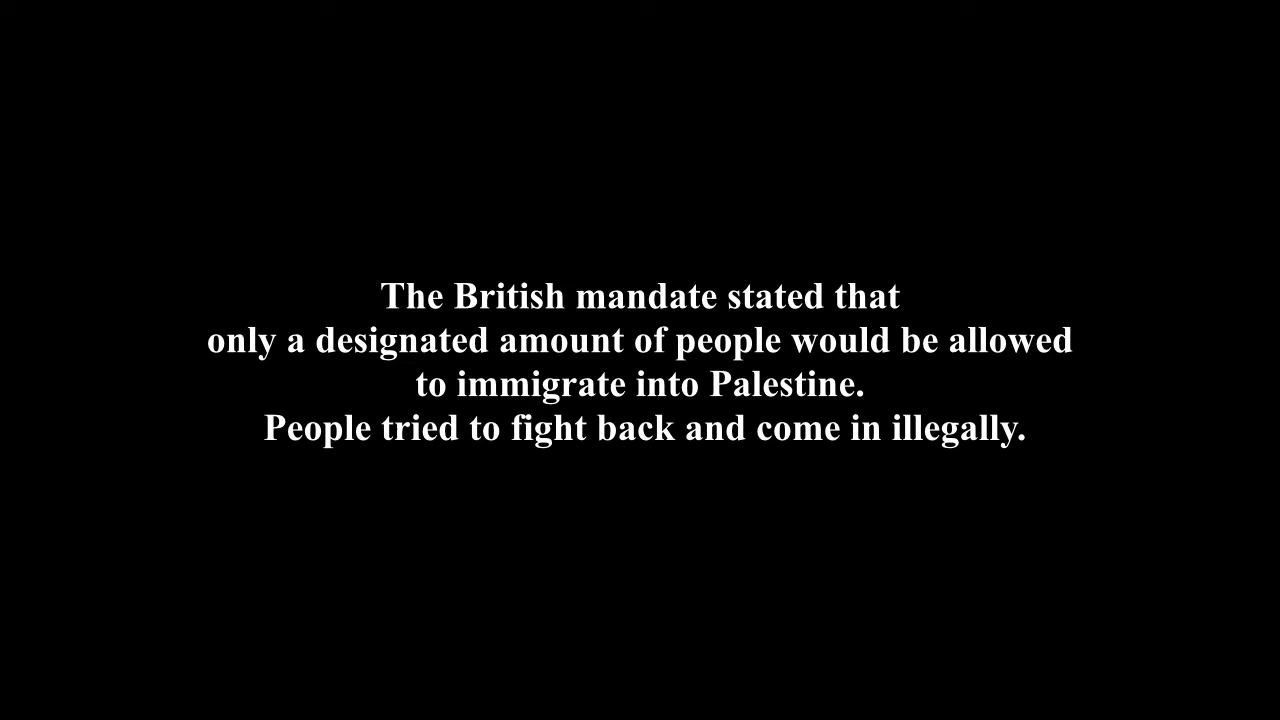 The British mandate stated that
only a designated amount of people would be allowed
to immigrate into Palestine.
People tried to fight back and come in illegally.